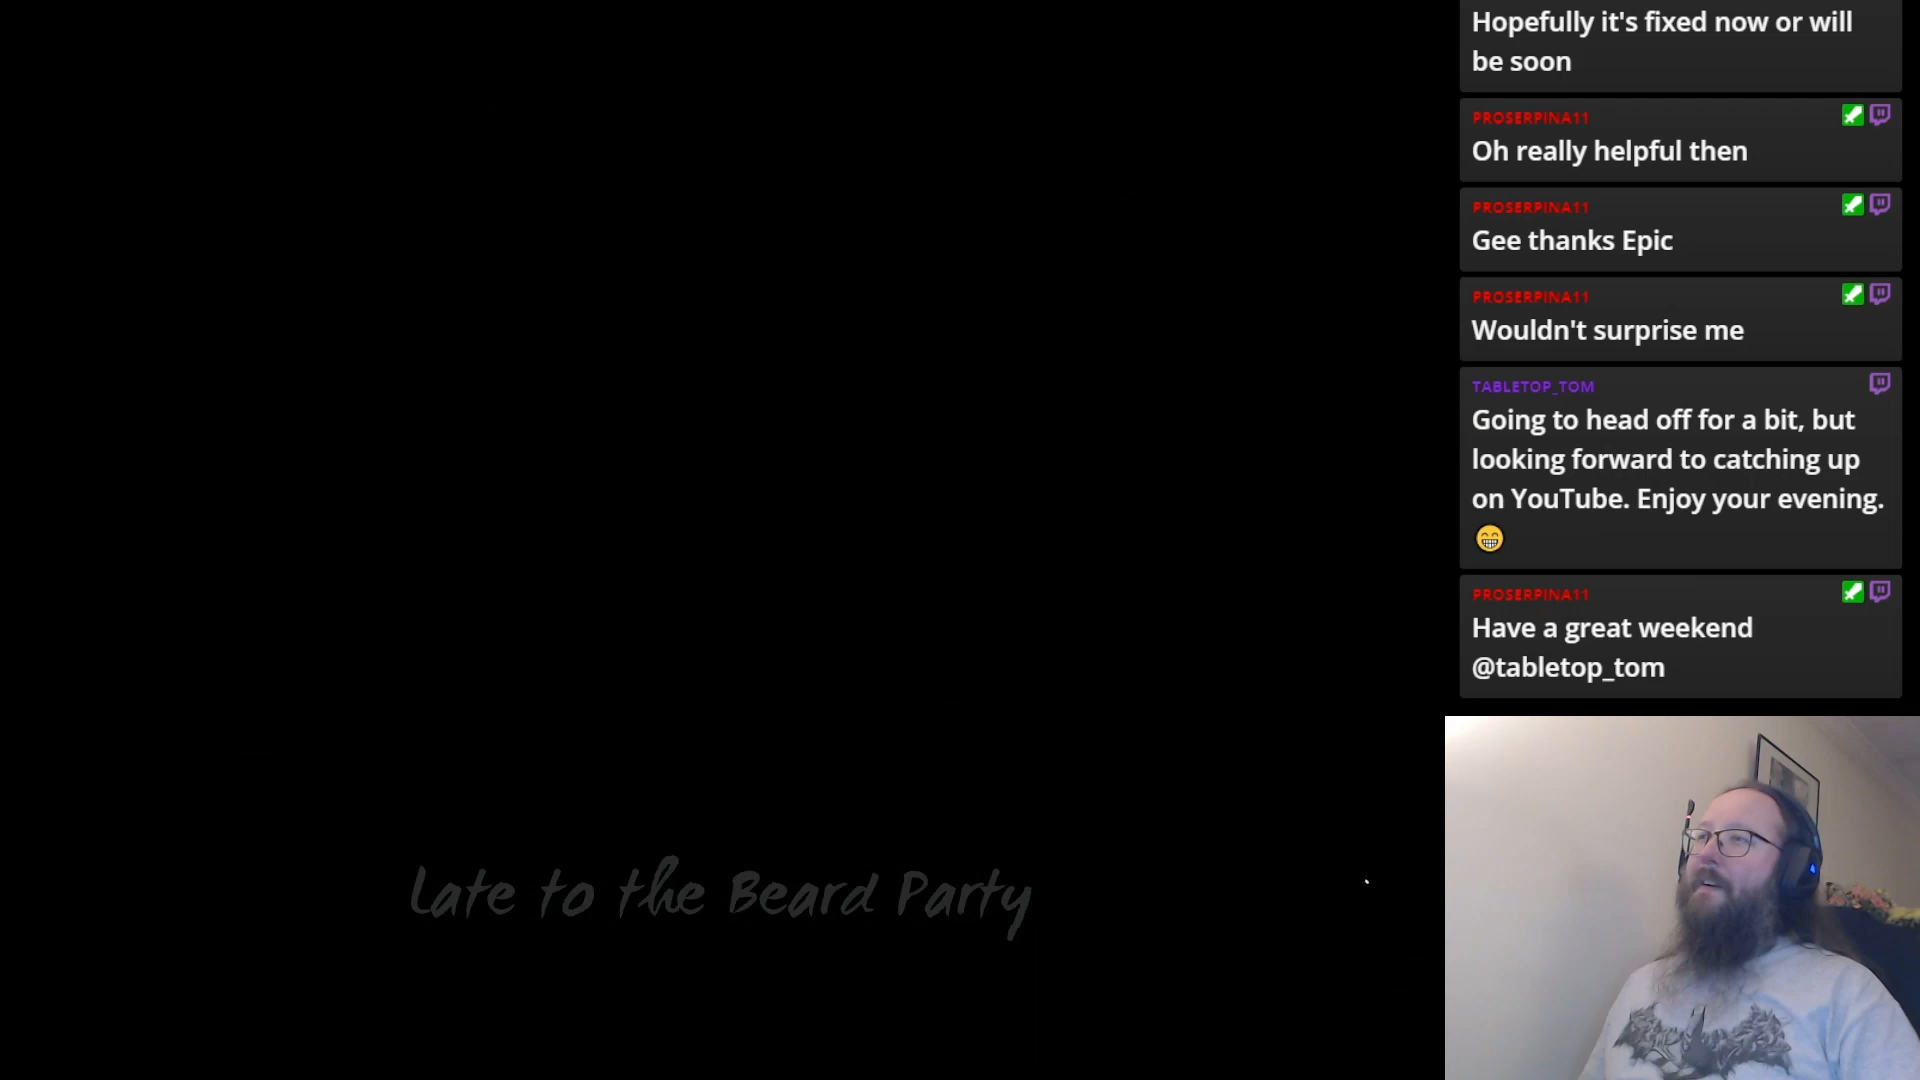 Hopefully it's fixed now or will
be soon
PROSERPINA11
Oh really helpful then
PROSERPINA11
Gee thanks Epic
PROSERPINA11
Wouldn't surprise me
TABLETOP_TOM
Going to head off for a bit, but
looking forward to catching up
on YouTube. Enjoy your evening.
😁
PROSERPINA11
Have a great weekend
@tabletop_tom
Late to the Beard Party